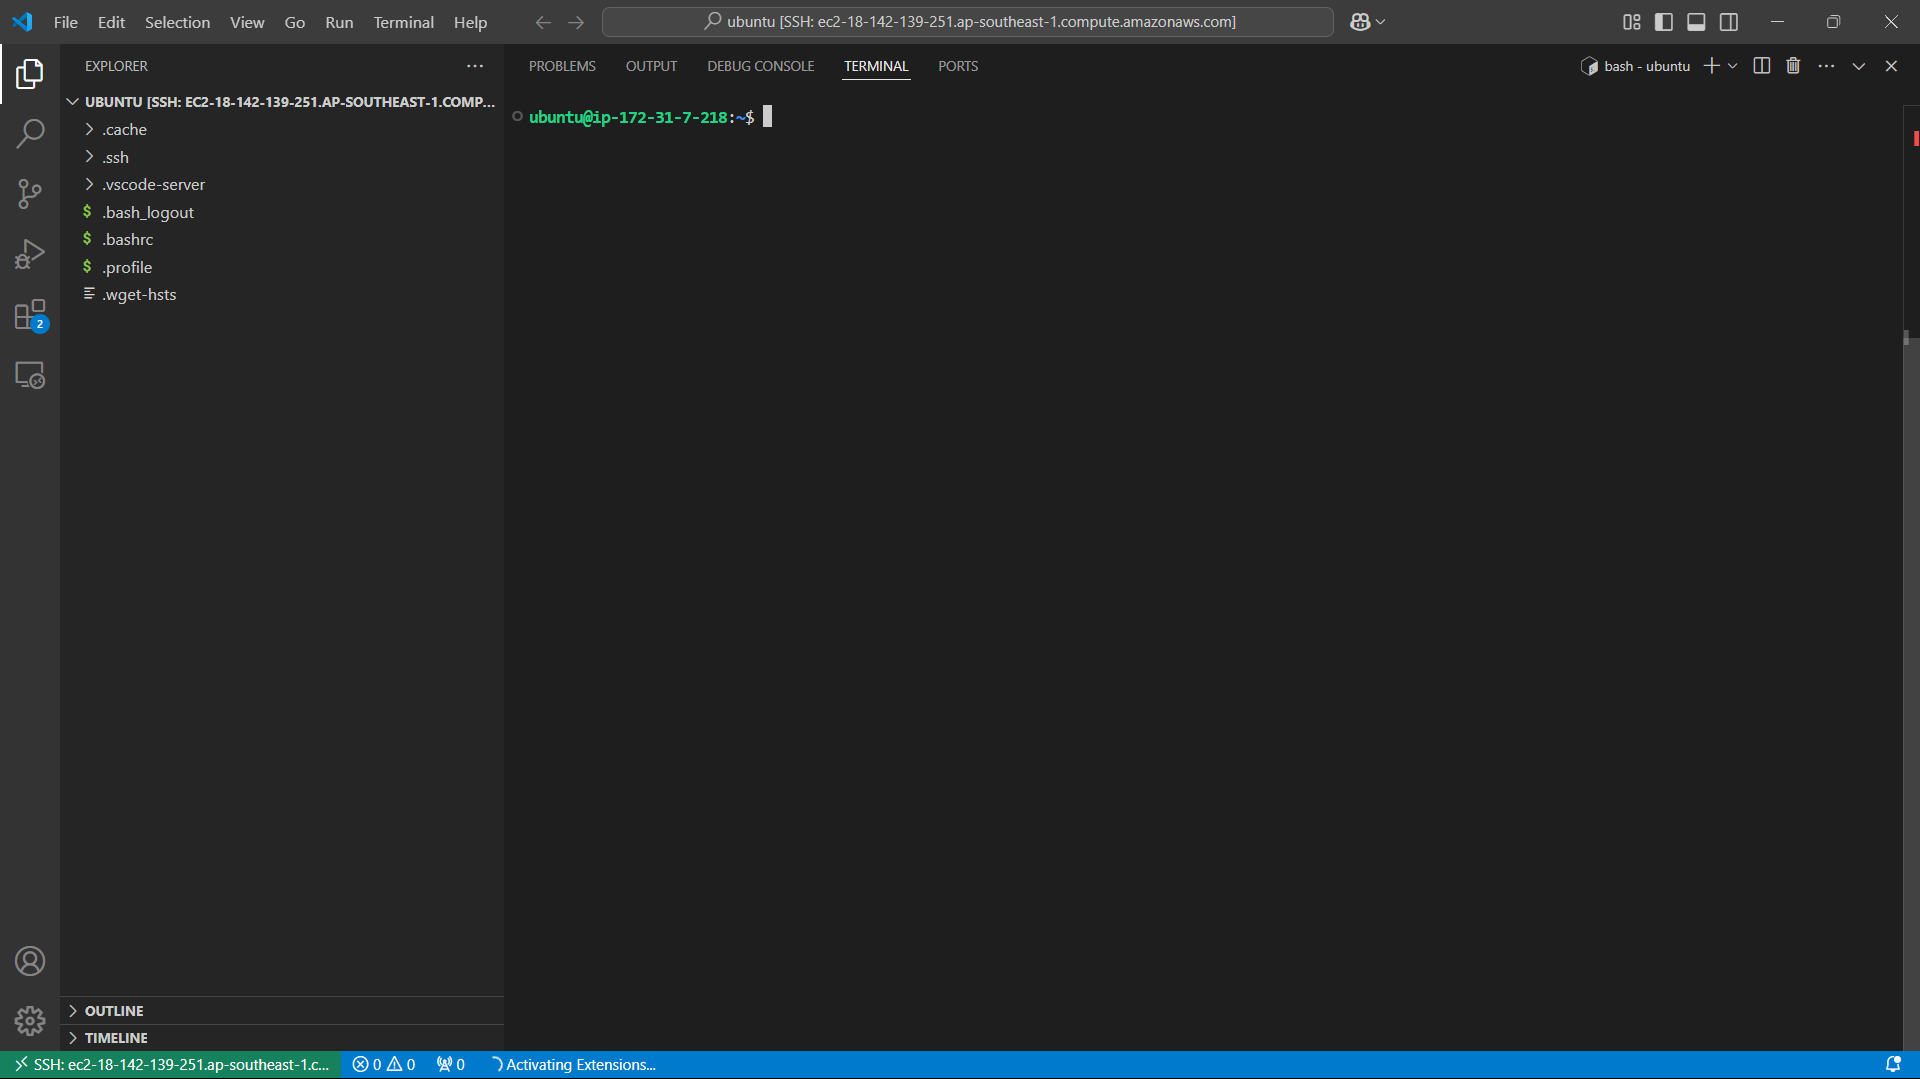 File Edit Selection View Go Run Terminal Help
ubuntu [SSH: ec2-18-142-139-251.ap-southeast-1.compute.amazonaws.com]
EXPLORER
UBUNTU [SSH: EC2-18-142-139-251.AP-SOUTHEAST-1.COMP...
.cache
.ssh
.vscode-server
$ .bash_logout
$ .bashrc
$ .profile
.wget-hsts
2
OUTLINE
TIMELINE
PROBLEMS OUTPUT DEBUG CONSOLE TERMINAL PORTS
bash - ubuntu
ubuntu@ip-172-31-7-218:~$
SSH: ec2-18-142-139-251.ap-southeast-1.c... 0 0 0 Activating Extensions...